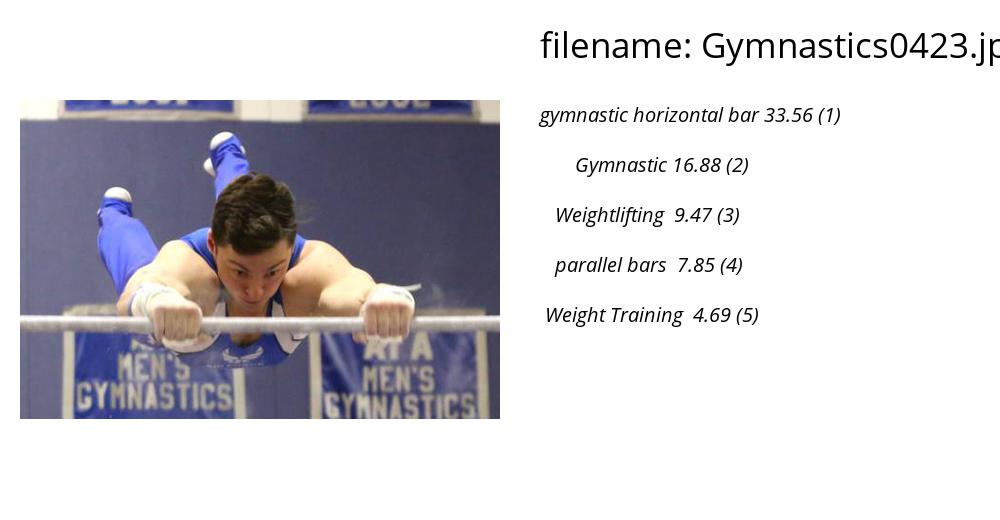 filename: Gymnastics0423.jp
gymnastic horizontal bar 33.56 (1)
Gymnastic 16.88 (2)
Weightlifting 9.47 (3)
parallel bars 7.85 (4)
Weight Training 4.69 (5)
MEN'S
GYMNASTICS
MEN'S
GYMNASTICS